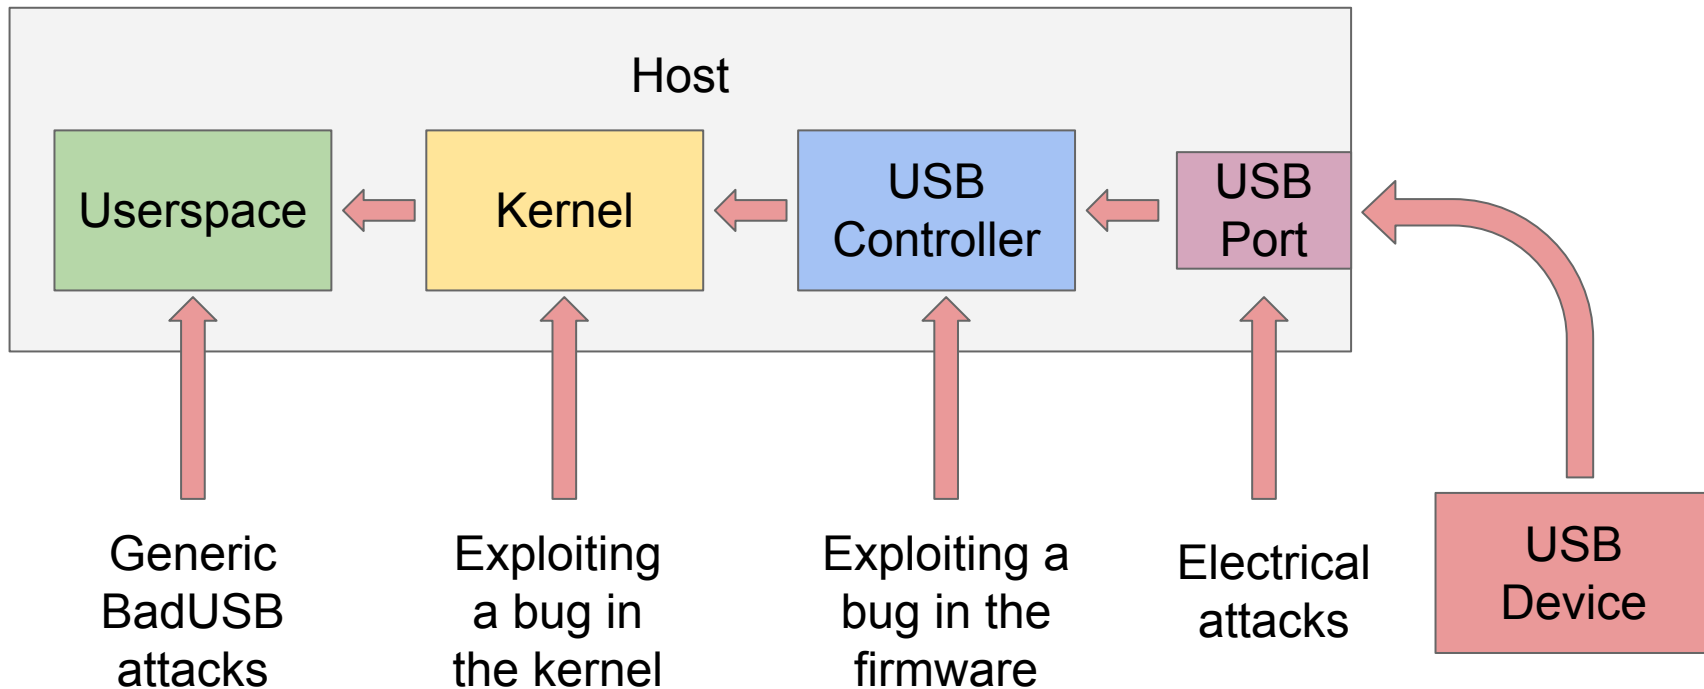 Host
Userspace
Kernel
USB
Controller
USB
Port
Generic
BadUSB
attacks
Exploiting
a bug in
the kernel
Exploiting a
bug in the
firmware
Electrical
attacks
USB
Device